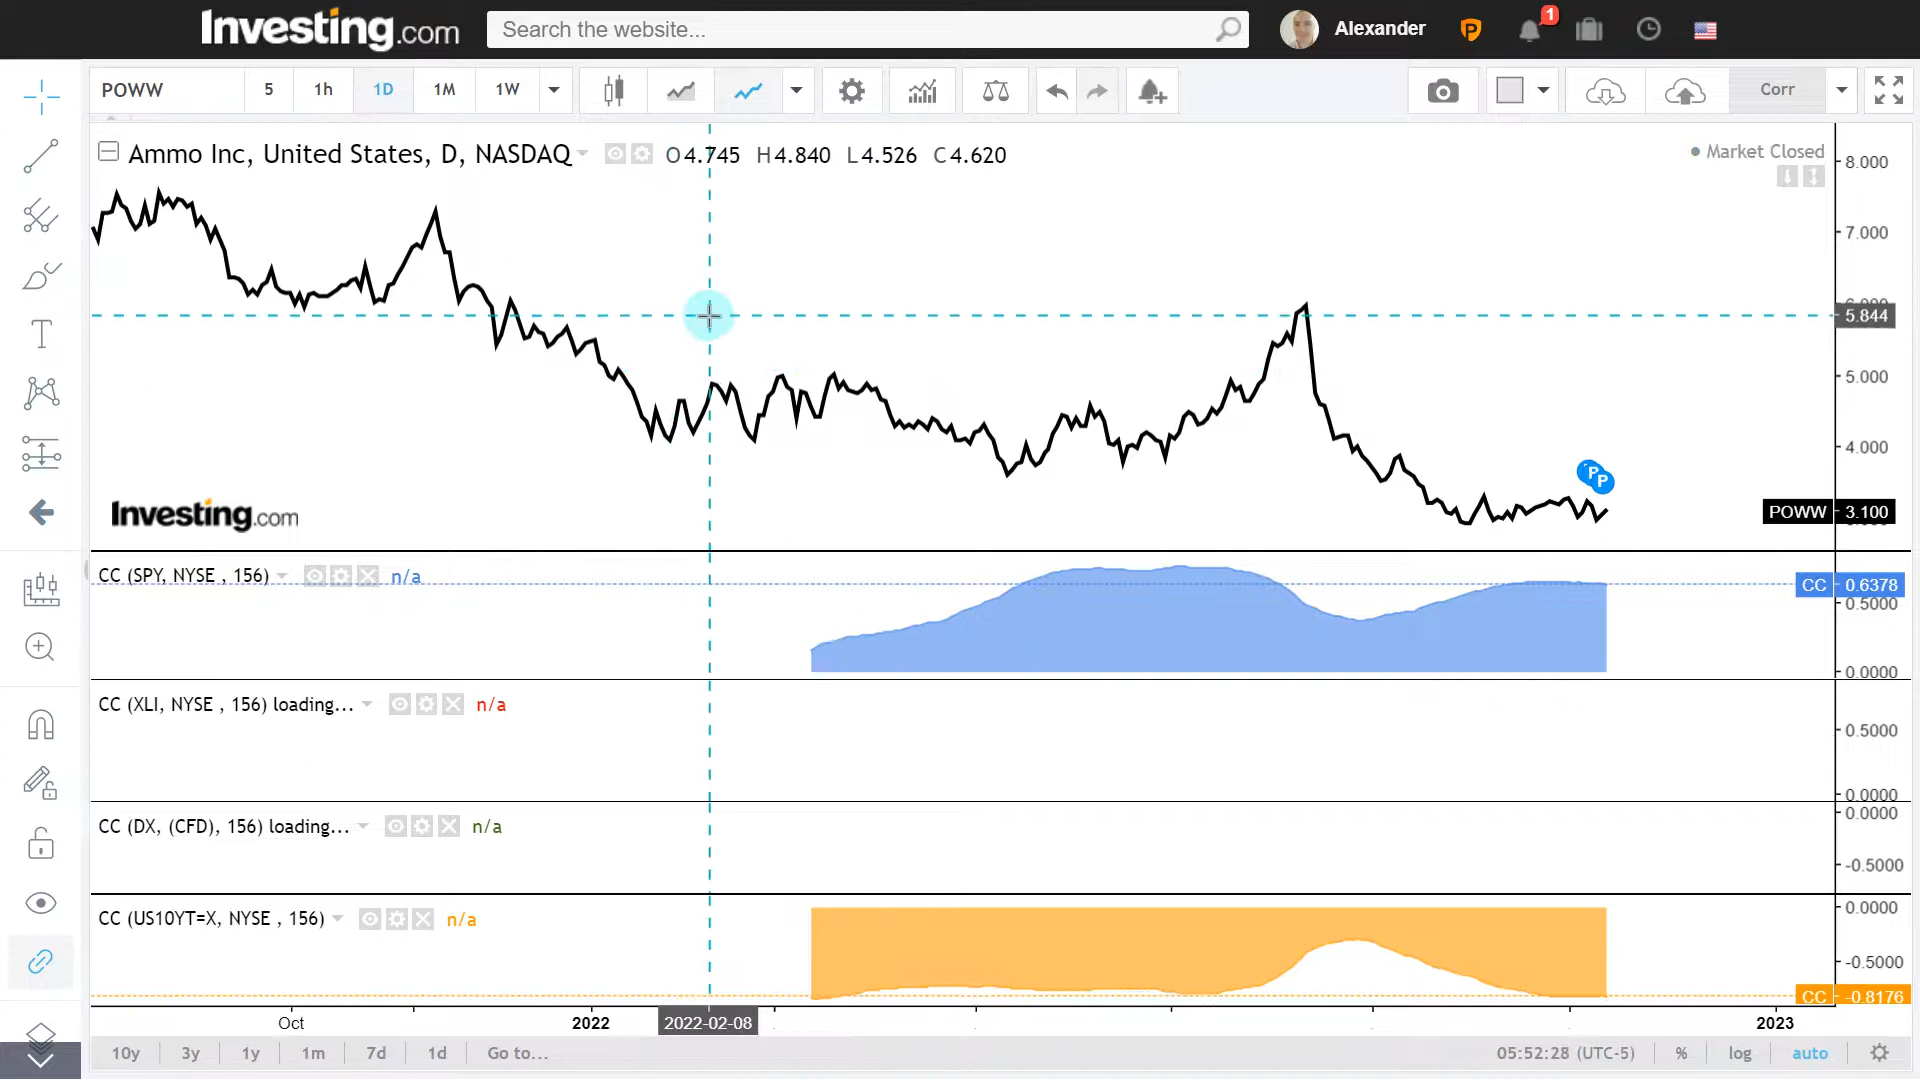 Investing.com
Search the website...
Alexander
1
POWW 5 1h 1D 1M 1W Corr
Ammo Inc, United States, D, NASDAQ O4.745 H4.840 L4.526 C4.620
Market Closed
8.000
7.000
5.844
5.000
4.000
P
P
POWW 3.100
Investing.com
CC (SPY, NYSE , 156) n/a
CC 0.6378
0.5000
0.0000
CC (XLI, NYSE , 156) loading... n/a
0.5000
0.0000
CC (DX, (CFD), 156) loading... n/a
0.0000
-0.5000
CC (US10YT=X, NYSE , 156) n/a
0.0000
-0.5000
CC -0.8176
Oct 2022 2022-02-08 2023
10y 3y 1y 1m 7d 1d Go to... 05:52:28 (UTC-5) % log auto